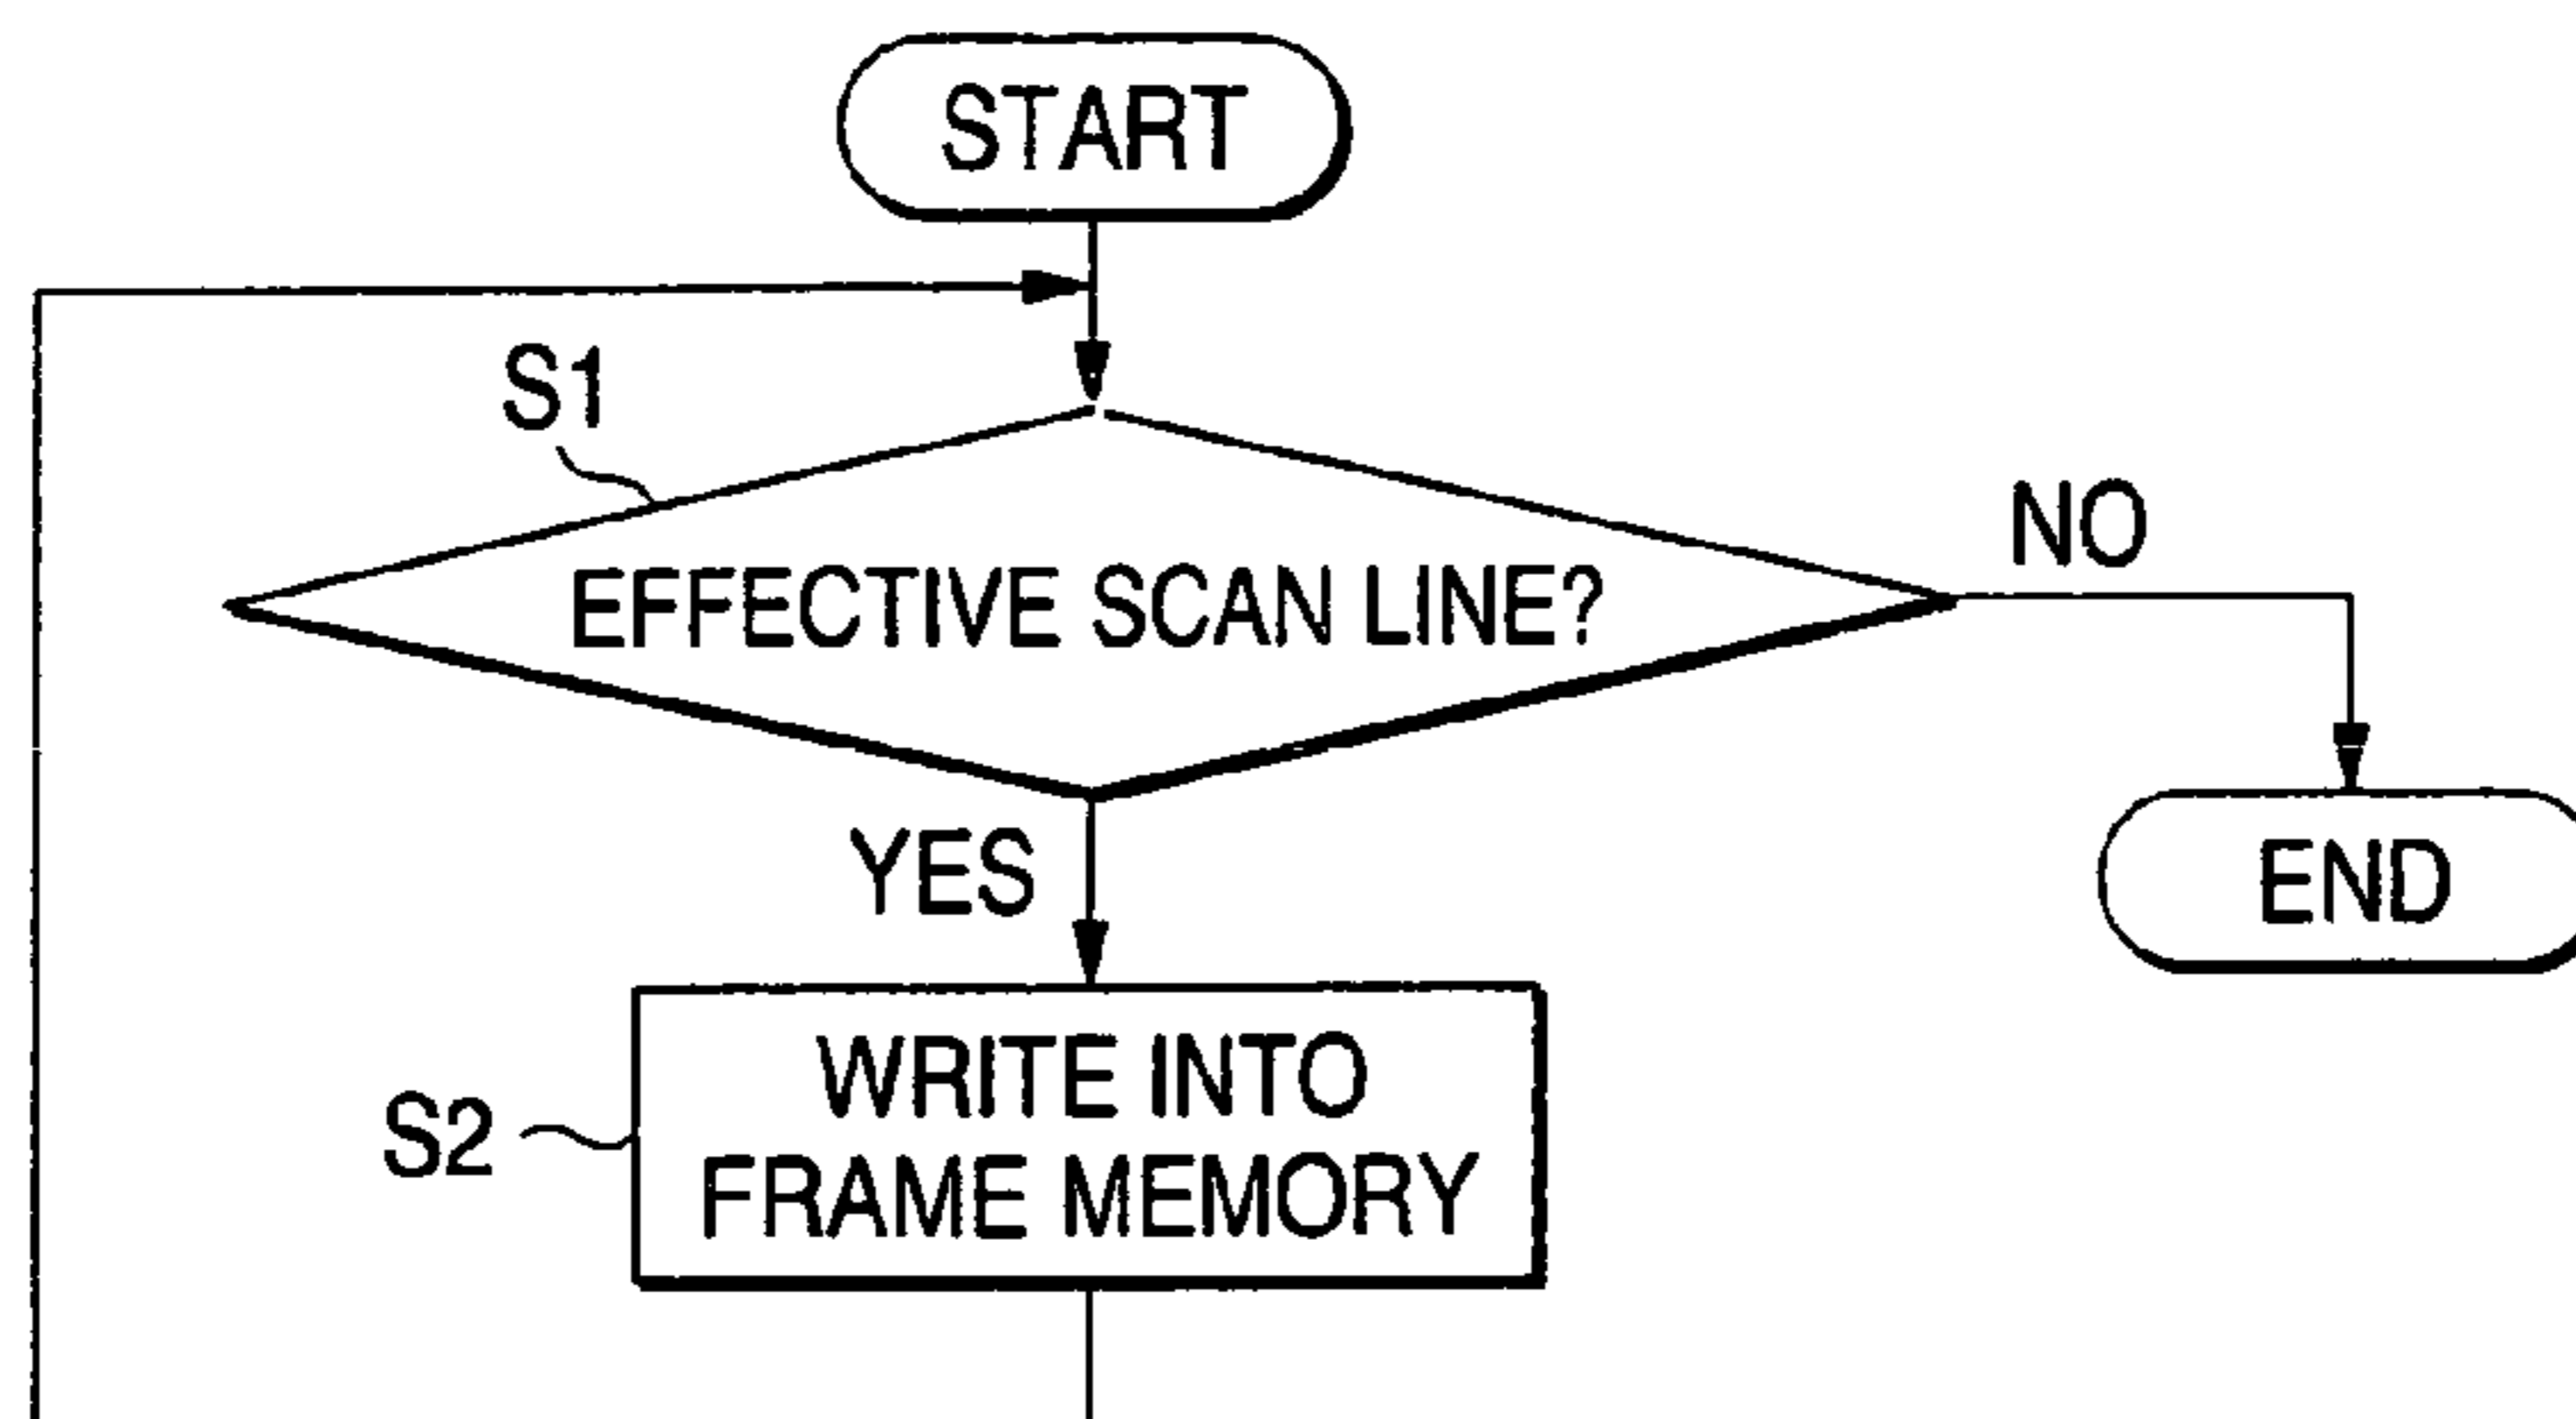 START
S1
EFFECTIVE SCAN LINE?
NO
YES
END
S2
WRITE INTO
FRAME MEMORY